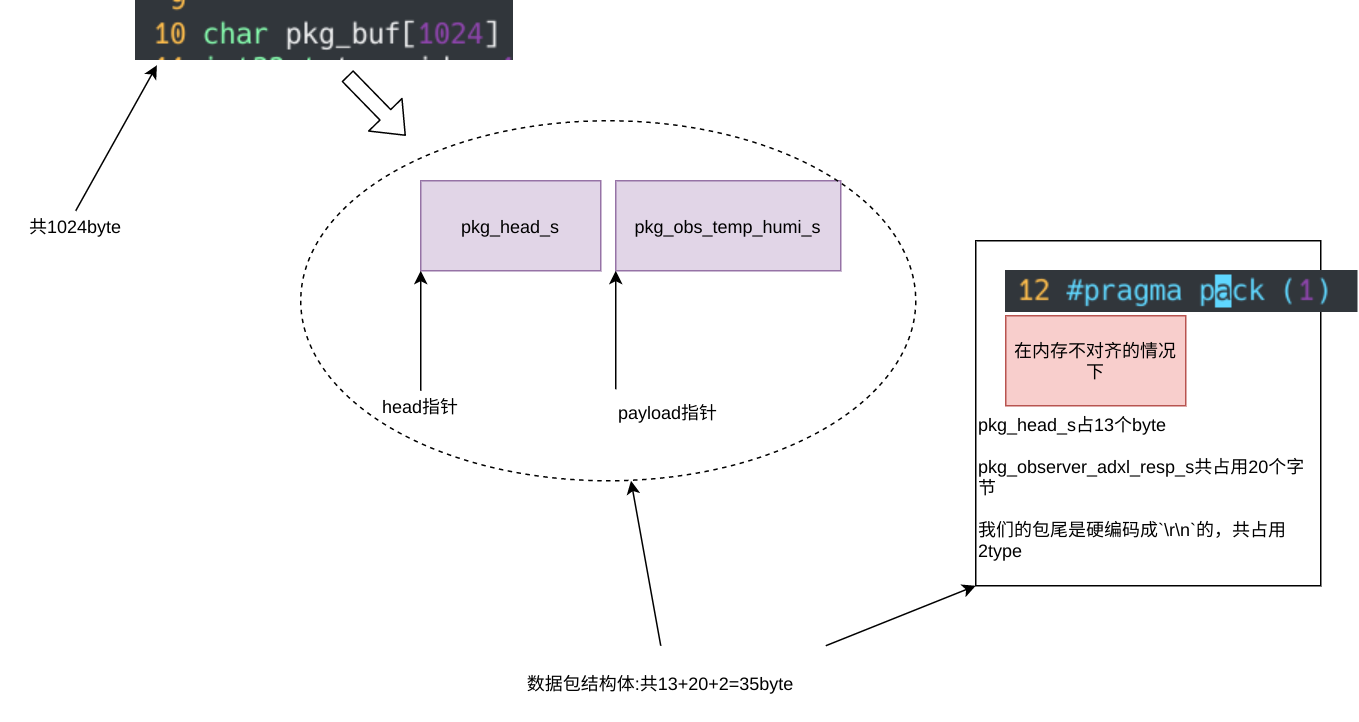 9
10 char pkg_buf[1024]
共1024byte
pkg_head_s
pkg_obs_temp_humi_s
head指针
payload指针
12 #pragma pack (1)
在内存不对齐的情况
下
pkg_head_s占13个byte
pkg_observer_adxl_resp_s共占用20个字
节
我们的包尾是硬编码成`\r\n`的，共占用
2type
数据包结构体:共13+20+2=35byte